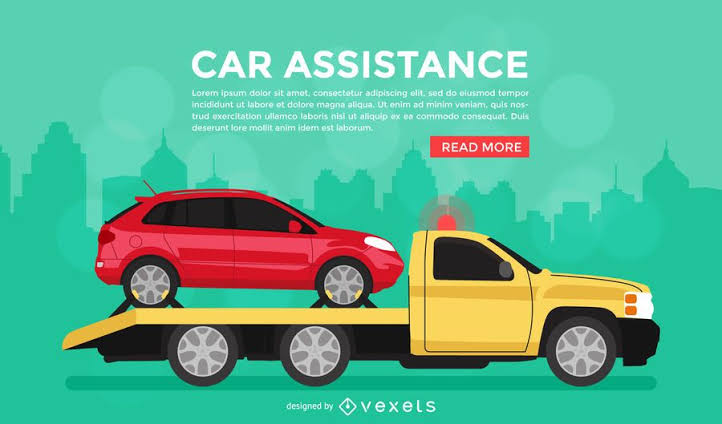 CAR ASSISTANCE
Lorem ipsum dolor sit amet, consectetur adipiscing elit, sed do eiusmod tempor
incididunt ut labore et dolore magna aliqua. Ut enim ad minim veniam, quis nos-
trud exercitation ullamco laboris nisl ut aliquip ex ea commodo consequat. Duis
deserunt lore mollit anim idem est laborum.
READ MORE
designed by vexels